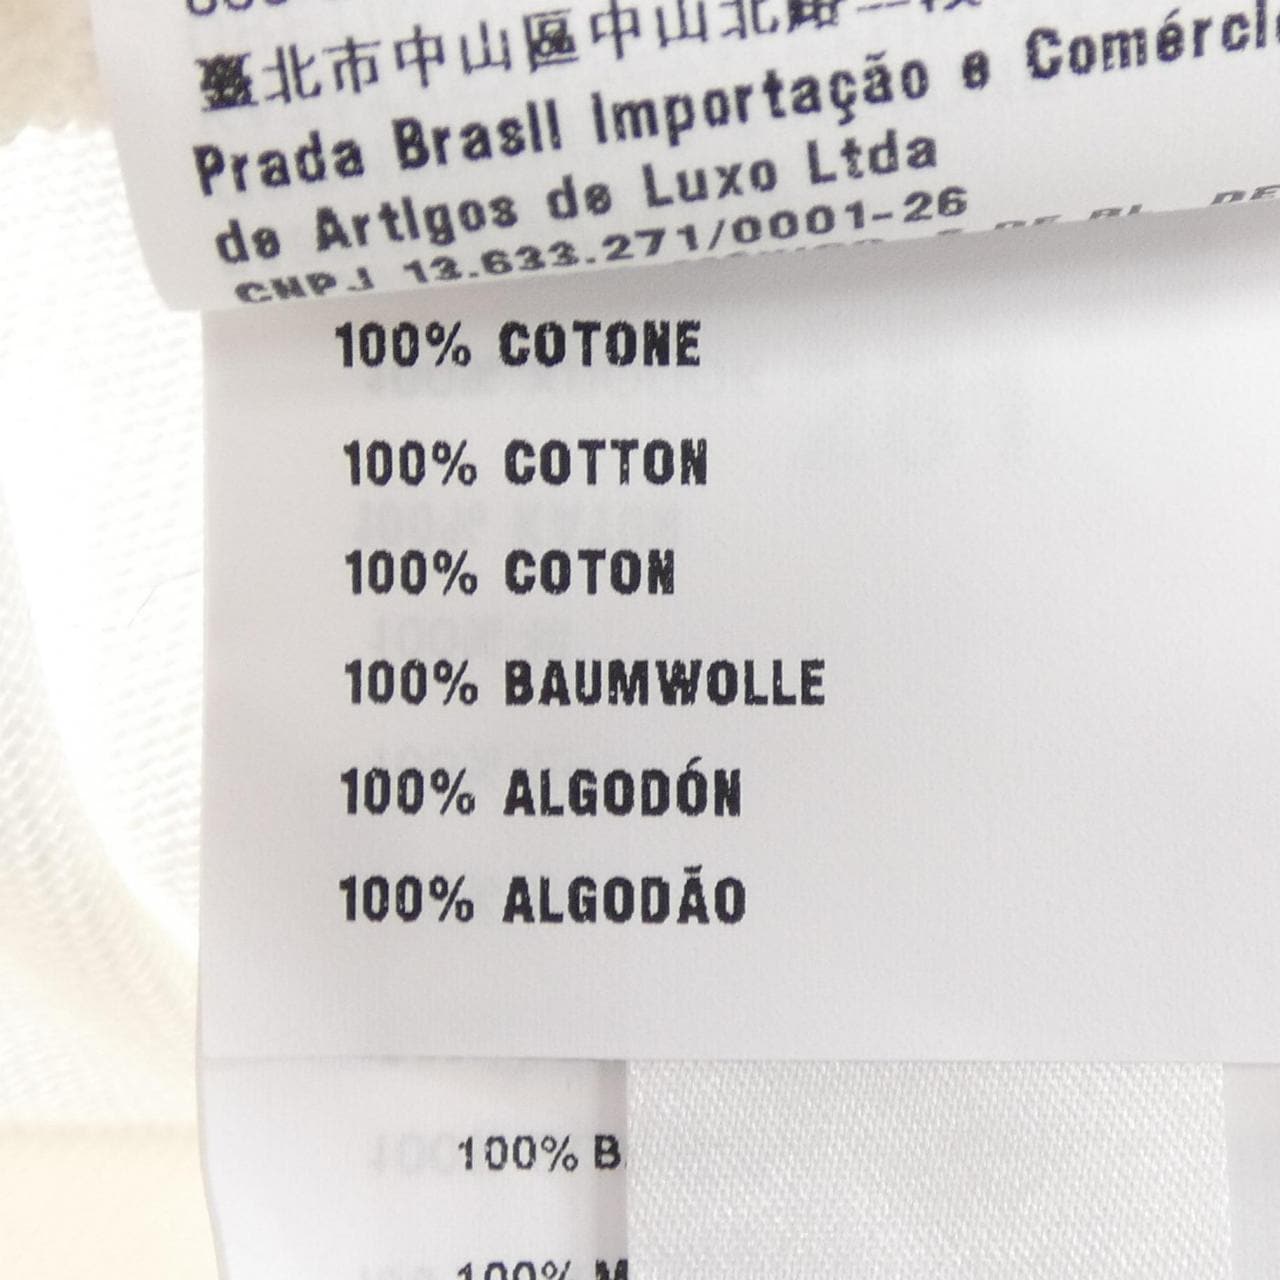 臺北市中山區中山北路二段
Prada Brasil Importação e Comércio
de Artigos de Luxo Ltda
CNPJ 13.633.271/0001-26
100% COTONE
100% COTTON
100% COTON
100% BAUMWOLLE
100% ALGODÓN
100% ALGODÃO
100% B
100% M